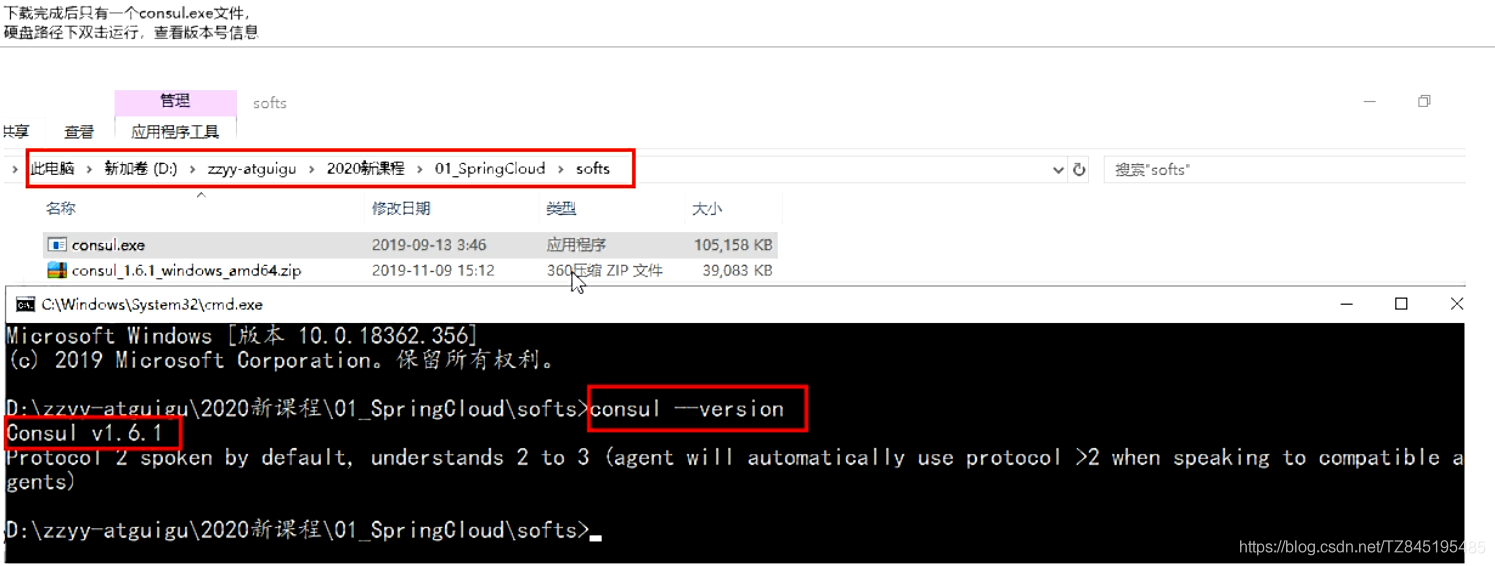 下载完成后只有一个consul.exe文件，
硬盘路径下双击运行，查看版本号信息
管理 softs
共享 查看 应用程序工具
此电脑 › 新加卷 (D:) › zzyy-atguigu › 2020新课程 › 01_SpringCloud › softs 搜索"softs"
名称 修改日期 类型 大小
consul.exe 2019-09-13 3:46 应用程序 105,158 KB
consul_1.6.1_windows_amd64.zip 2019-11-09 15:12 360压缩 ZIP 文件 39,083 KB
C:\Windows\System32\cmd.exe
Microsoft Windows [版本 10.0.18362.356]
(c) 2019 Microsoft Corporation。保留所有权利。
D:\zzyy-atguigu\2020新课程\01_SpringCloud\softs>consul --version
Consul v1.6.1
Protocol 2 spoken by default, understands 2 to 3 (agent will automatically use protocol >2 when speaking to compatible a
gents)
D:\zzyy-atguigu\2020新课程\01_SpringCloud\softs>
https://blog.csdn.net/TZ845195485